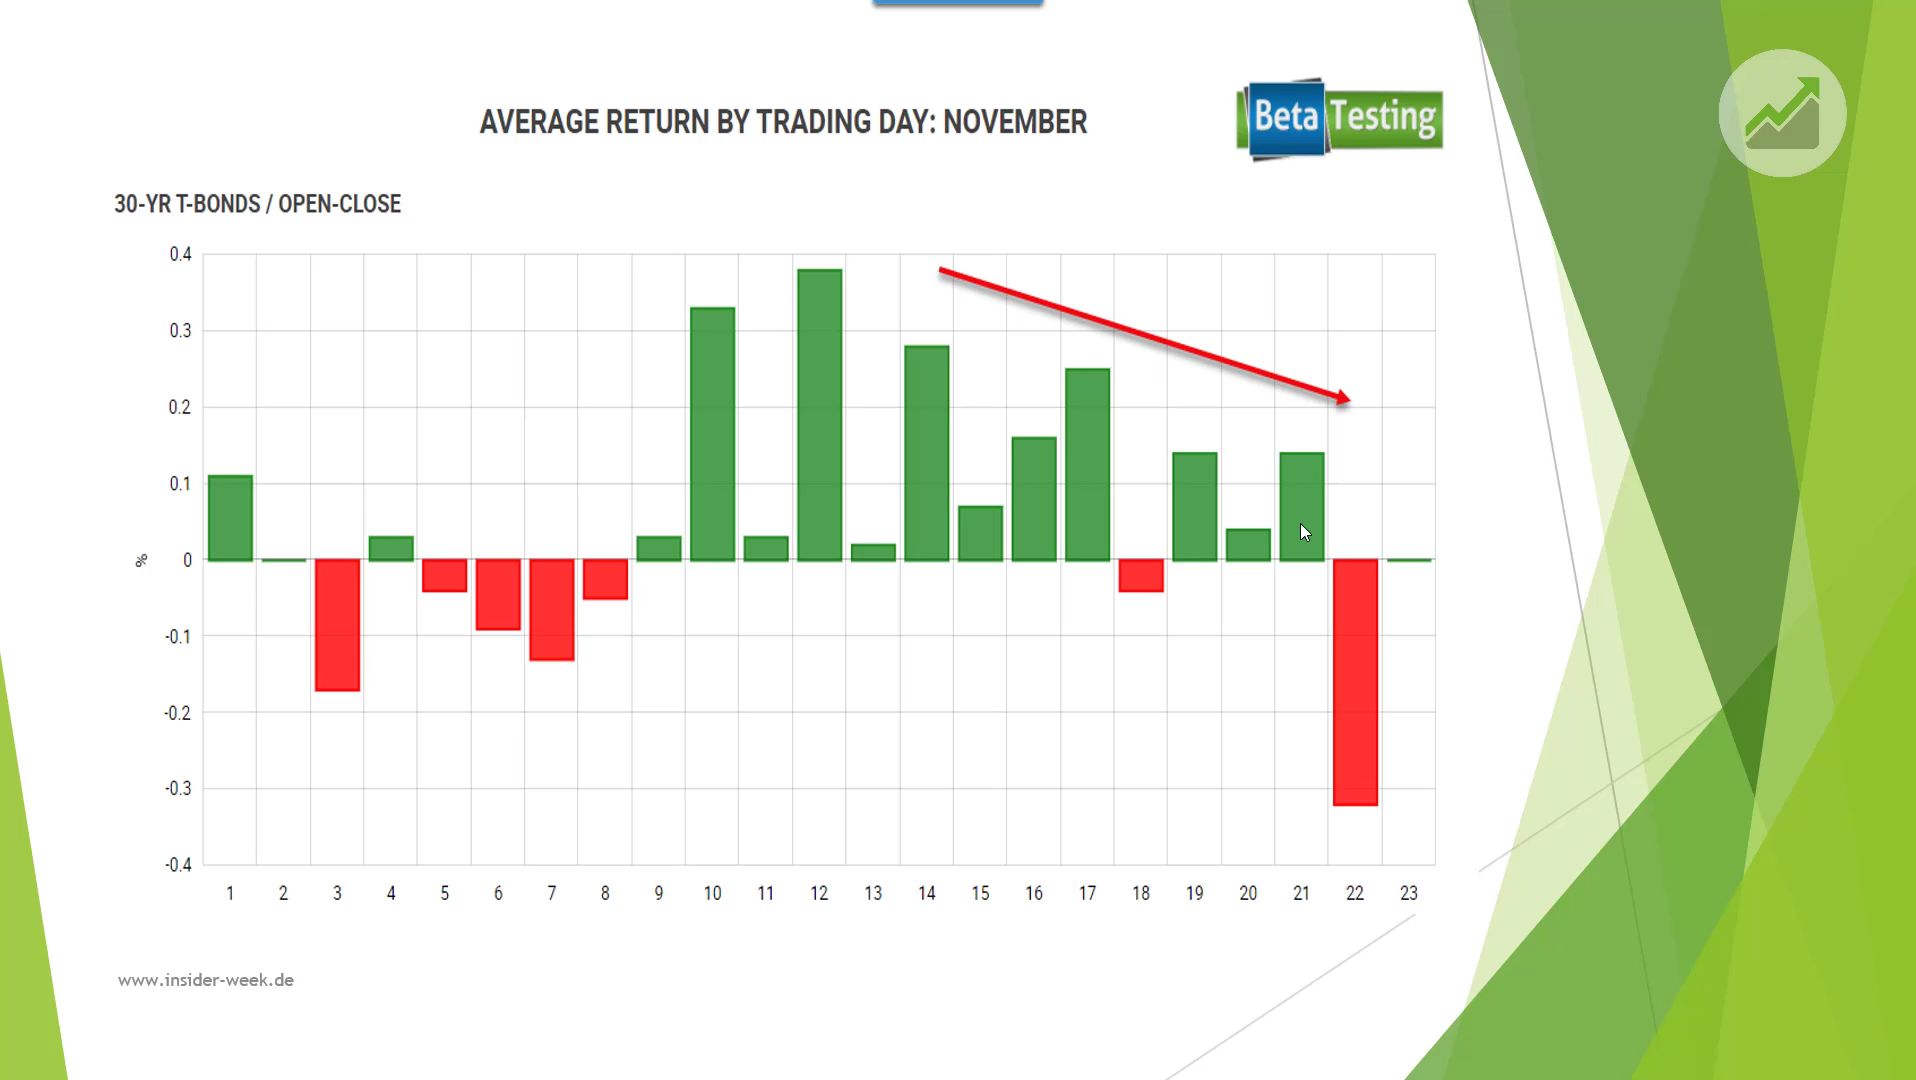 AVERAGE RETURN BY TRADING DAY: NOVEMBER
Beta Testing
30-YR T-BONDS / OPEN-CLOSE
0.4
0.3
0.2
0.1
0
-0.1
-0.2
-0.3
-0.4
%
1 2 3 4 5 6 7 8 9 10 11 12 13 14 15 16 17 18 19 20 21 22 23
www.insider-week.de